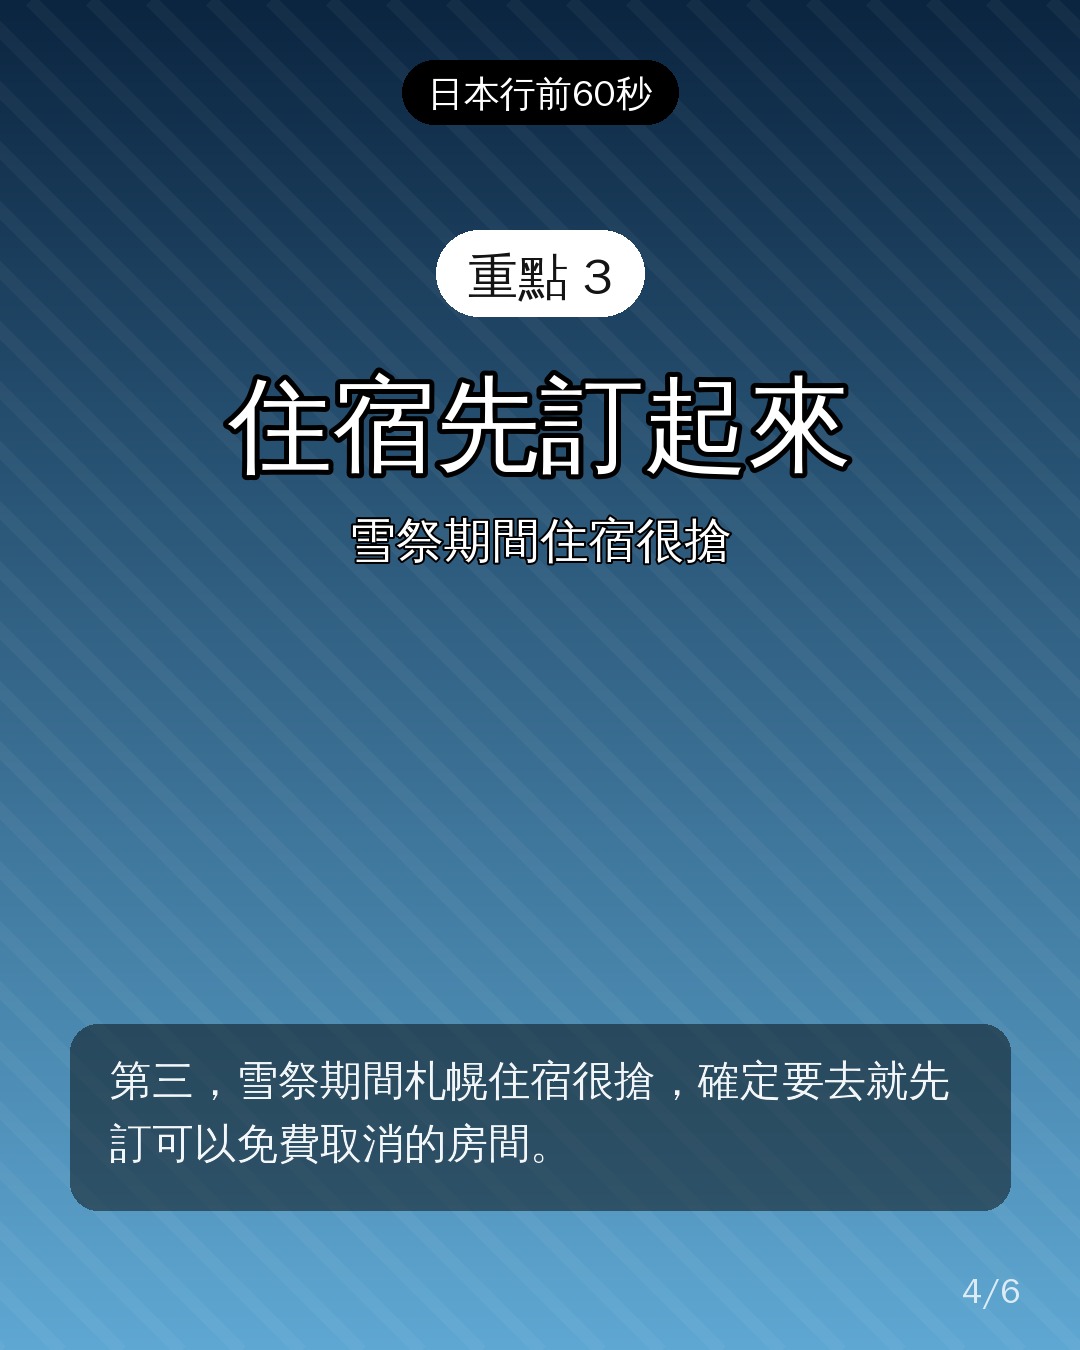 日本行前60秒
重點 3
住宿先訂起來
雪祭期間住宿很搶
第三，雪祭期間札幌住宿很搶，確定要去就先
訂可以免費取消的房間。
4/6